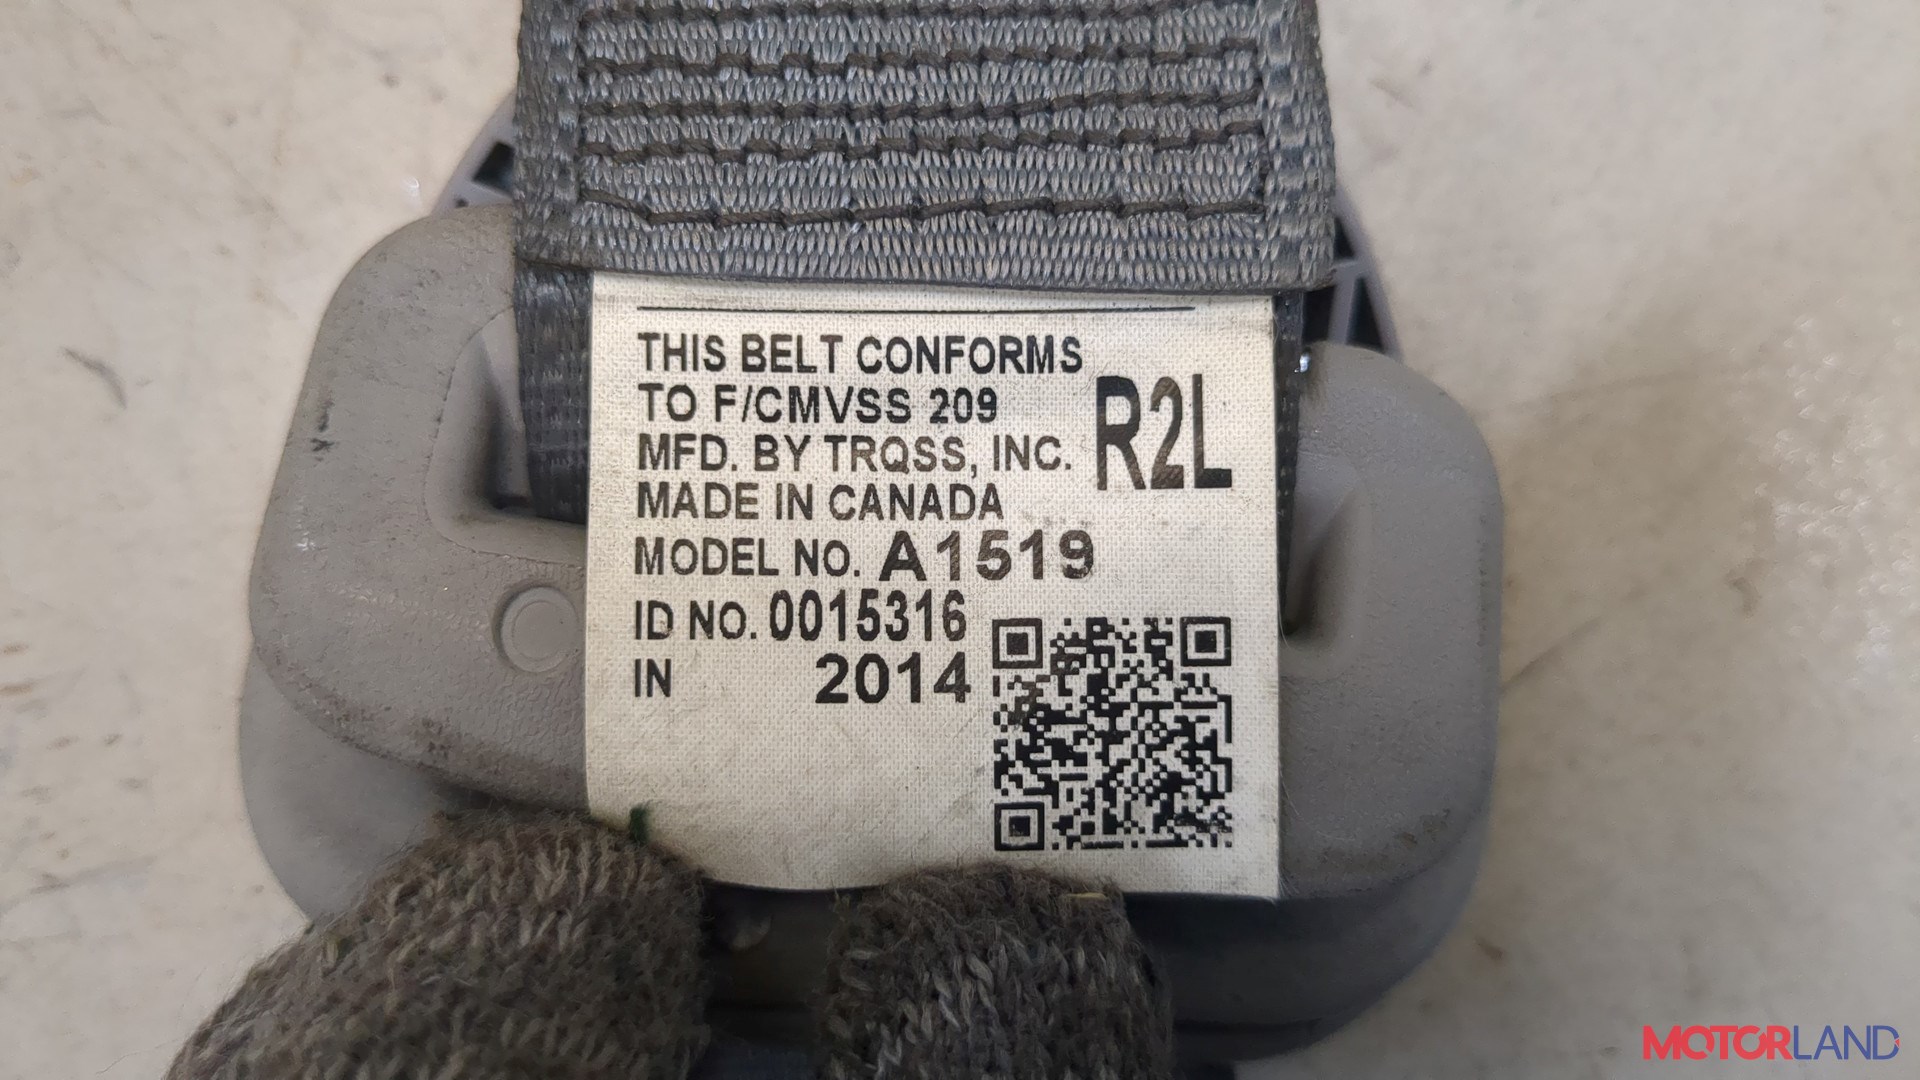 THIS BELT CONFORMS
TO F/CMVSS 209
MFD. BY TRQSS, INC.
R2L
MADE IN CANADA
MODEL NO. A1519
ID NO. 0015316
IN 2014
MOTORLAND